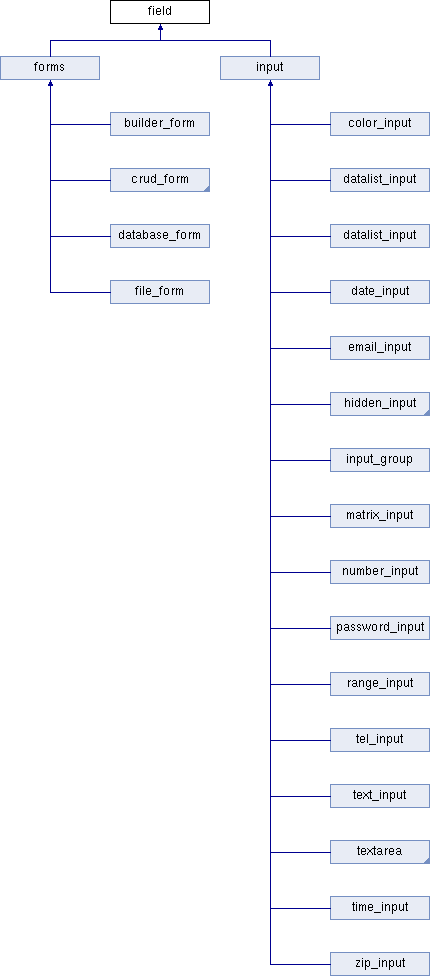 field
forms
input
builder_form
color_input
crud_form
datalist_input
database_form
datalist_input
file_form
date_input
email_input
hidden_input
input_group
matrix_input
number_input
password_input
range_input
tel_input
text_input
textarea
time_input
zip_input